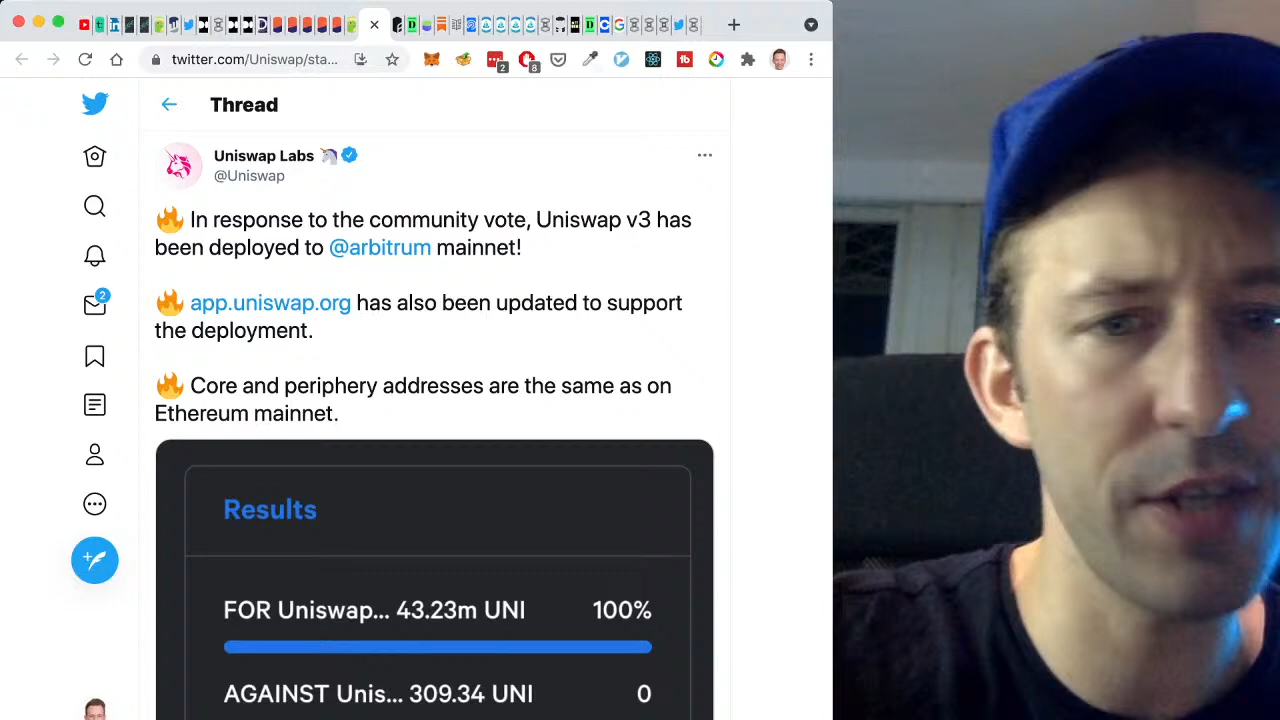 twitter.com/Uniswap/sta...
2
8
Thread
Uniswap Labs 🦄
@Uniswap
🔥 In response to the community vote, Uniswap v3 has
been deployed to @arbitrum mainnet!
🔥 app.uniswap.org has also been updated to support
the deployment.
2
🔥 Core and periphery addresses are the same as on
Ethereum mainnet.
Results
FOR Uniswap... 43.23m UNI 100%
AGAINST Unis... 309.34 UNI 0